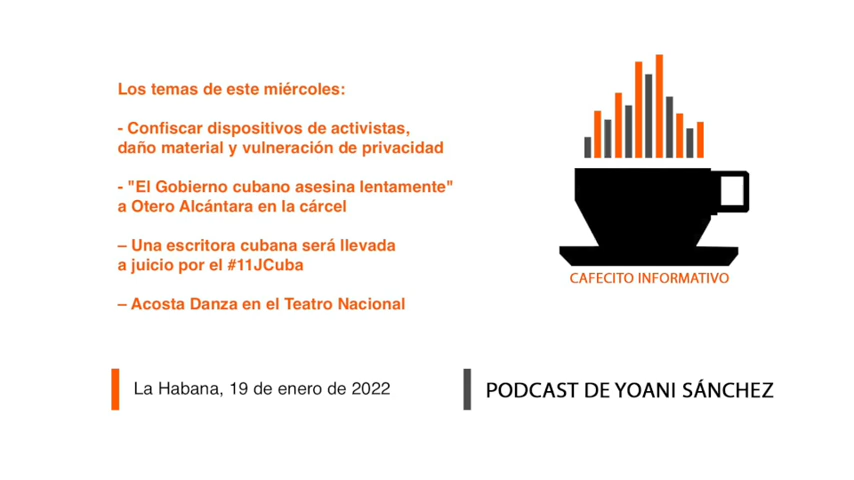 Los temas de este miércoles:
- Confiscar dispositivos de activistas,
daño material y vulneración de privacidad
- "El Gobierno cubano asesina lentamente"
a Otero Alcántara en la cárcel
– Una escritora cubana será llevada
a juicio por el #11JCuba
– Acosta Danza en el Teatro Nacional
CAFECITO INFORMATIVO
La Habana, 19 de enero de 2022
PODCAST DE YOANI SÁNCHEZ